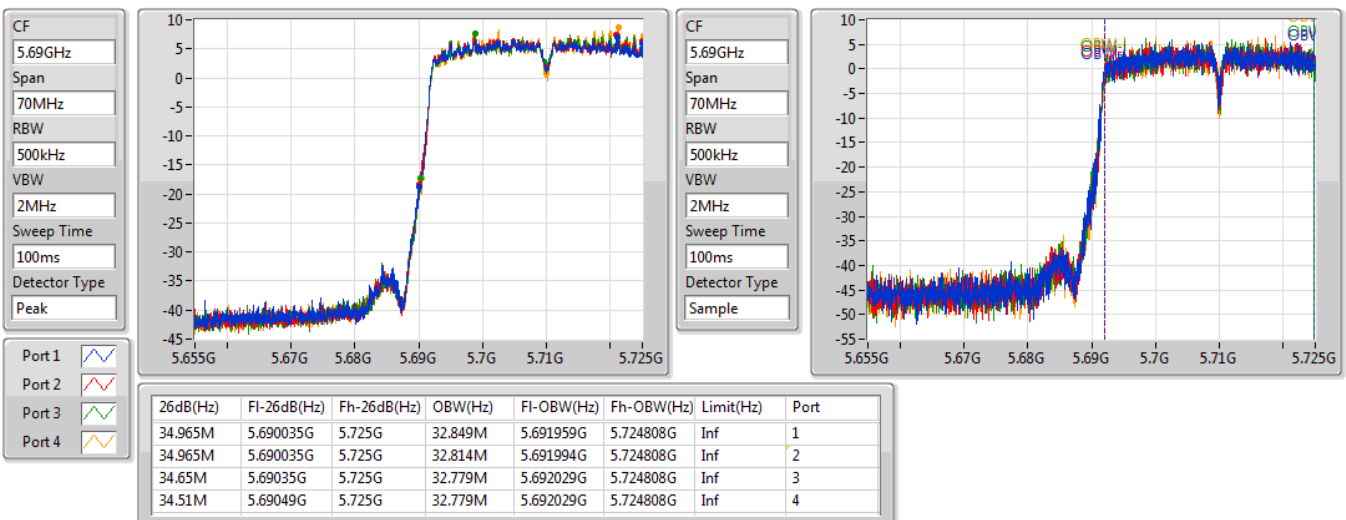 CF
5.69GHz
Span
70MHz
RBW
500kHz
VBW
2MHz
Sweep Time
100ms
Detector Type
Peak
10
5
0
-5
-10
-15
-20
-25
-30
-35
-40
-45
5.655G 5.67G 5.68G 5.69G 5.7G 5.71G 5.725G
CF
5.69GHz
Span
70MHz
RBW
500kHz
VBW
2MHz
Sweep Time
100ms
Detector Type
Sample
10
5
0
-5
-10
-15
-20
-25
-30
-35
-40
-45
-50
-55
5.655G 5.67G 5.68G 5.69G 5.7G 5.71G 5.725G
Port 1
Port 2
Port 3
Port 4
26dB(Hz) Fl-26dB(Hz) Fh-26dB(Hz) OBW(Hz) Fl-OBW(Hz) Fh-OBW(Hz) Limit(Hz) Port
34.965M 5.690035G 5.725G 32.849M 5.691959G 5.724808G Inf 1
34.965M 5.690035G 5.725G 32.814M 5.691994G 5.724808G Inf 2
34.65M 5.69035G 5.725G 32.779M 5.692029G 5.724808G Inf 3
34.51M 5.69049G 5.725G 32.779M 5.692029G 5.724808G Inf 4